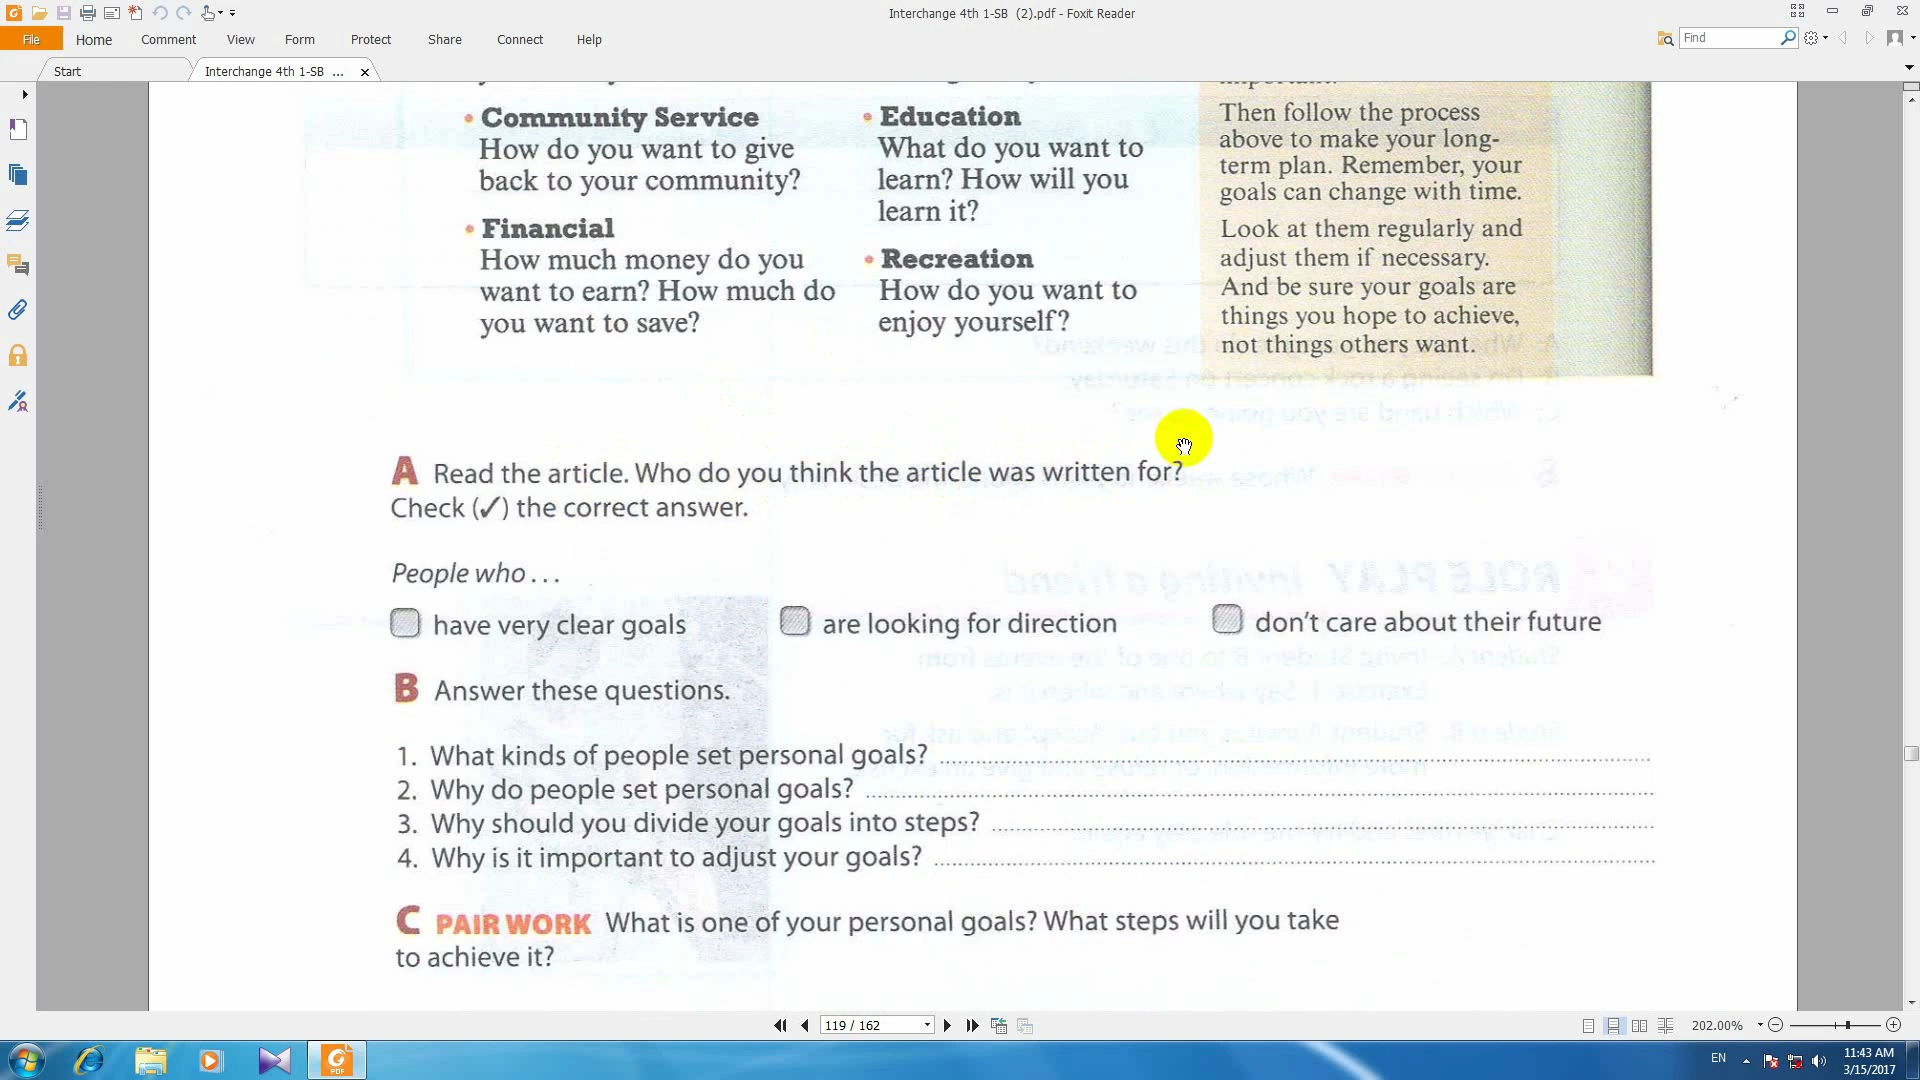 Interchange 4th 1-SB (2).pdf - Foxit Reader
File Home Comment View Form Protect Share Connect Help
Find
Start
Interchange 4th 1-SB ...
• Community Service
How do you want to give
back to your community?
• Financial
How much money do you
want to earn? How much do
you want to save?
• Education
What do you want to
learn? How will you
learn it?
• Recreation
How do you want to
enjoy yourself?
important.
Then follow the process
above to make your long-
term plan. Remember, your
goals can change with time.
Look at them regularly and
adjust them if necessary.
And be sure your goals are
things you hope to achieve,
not things others want.
A Read the article. Who do you think the article was written for?
Check (✓) the correct answer.
People who . . .
have very clear goals
are looking for direction
don't care about their future
B Answer these questions.
1. What kinds of people set personal goals?
2. Why do people set personal goals?
3. Why should you divide your goals into steps?
4. Why is it important to adjust your goals?
C PAIR WORK What is one of your personal goals? What steps will you take
to achieve it?
119 / 162
202.00%
PDF
EN
11:43 AM
3/15/2017